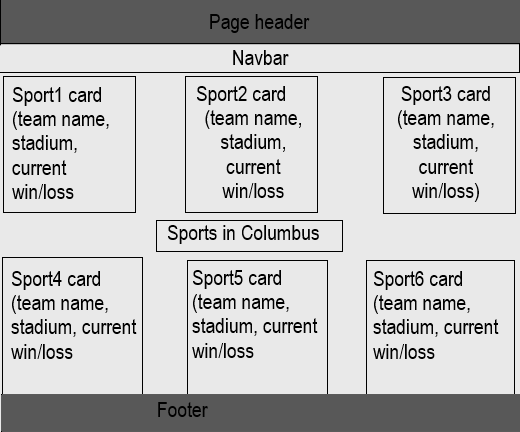 Page header
Navbar
Sport1 card
(team name,
stadium,
current
win/loss
Sport2 card
(team name,
stadium,
current
win/loss
Sport3 card
(team name,
stadium,
current
win/loss)
Sports in Columbus
Sport4 card
(team name,
stadium, current
win/loss
Sport5 card
(team name,
stadium, current
win/loss
Sport6 card
(team name,
stadium, current
win/loss
Footer